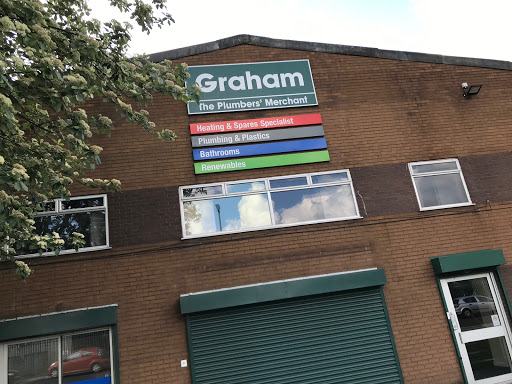 Graham
The Plumbers' Merchant
Heating & Spares Specialist
Plumbing & Plastics
Bathrooms
Renewables